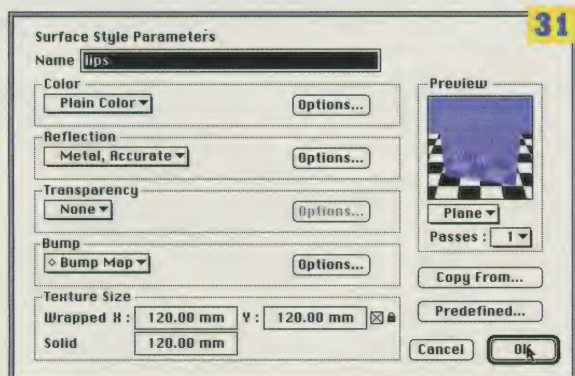 31
Surface Style Parameters
Name lips
Color
Plain Color
Options...
Reflection
Metal, Accurate
Options...
Transparency
None
Options...
Bump
◇ Bump Map
Options...
Texture Size
Wrapped X: 120.00 mm Y: 120.00 mm
Solid 120.00 mm
Preview
Plane
Passes: 1
Copy From...
Predefined...
Cancel OK